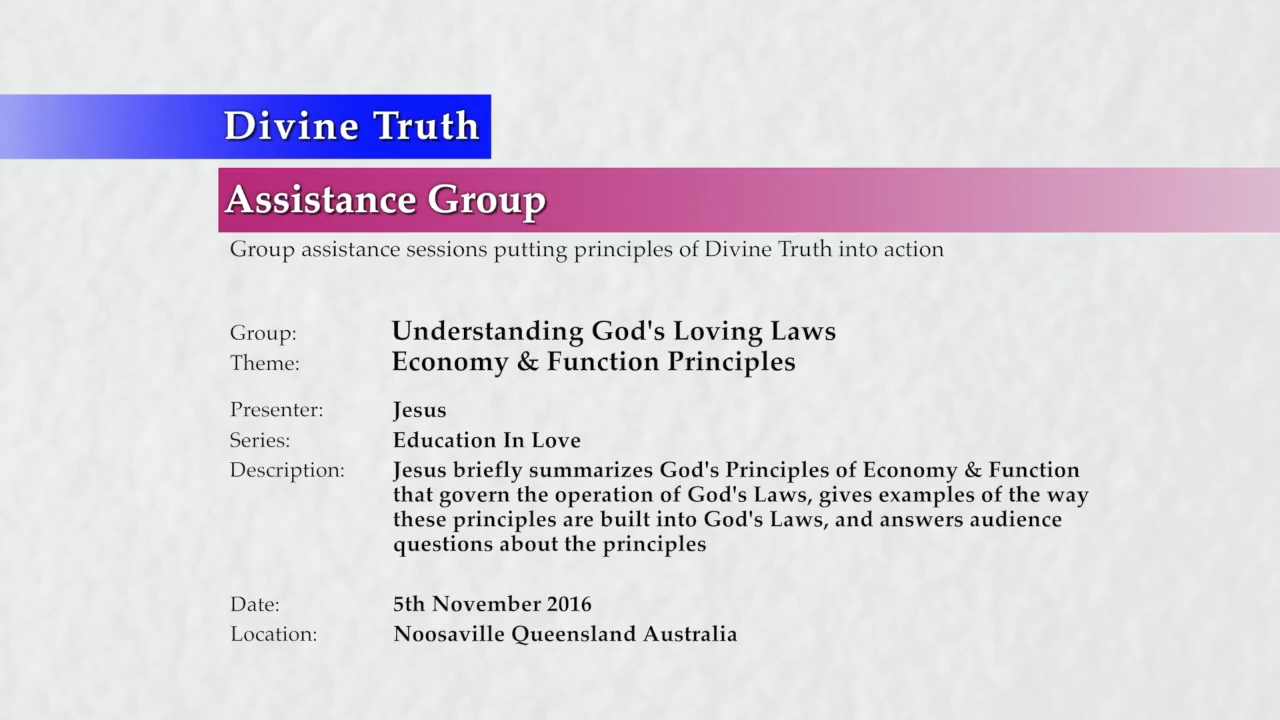 Divine Truth
Assistance Group
Group assistance sessions putting principles of Divine Truth into action
Group: Understanding God's Loving Laws
Theme: Economy & Function Principles
Presenter: Jesus
Series: Education In Love
Description: Jesus briefly summarizes God's Principles of Economy & Function
that govern the operation of God's Laws, gives examples of the way
these principles are built into God's Laws, and answers audience
questions about the principles
Date: 5th November 2016
Location: Noosaville Queensland Australia